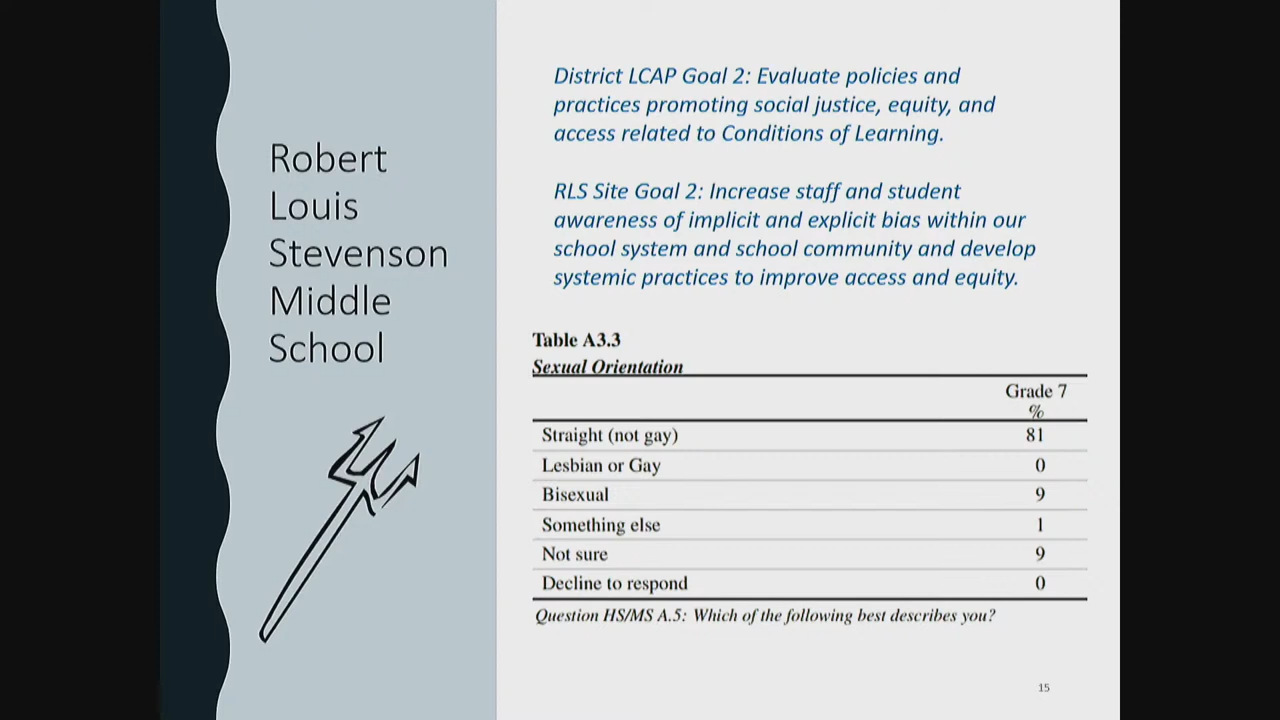 Robert
Louis
Stevenson
Middle
School
District LCAP Goal 2: Evaluate policies and
practices promoting social justice, equity, and
access related to Conditions of Learning.
RLS Site Goal 2: Increase staff and student
awareness of implicit and explicit bias within our
school system and school community and develop
systemic practices to improve access and equity.
Table A3.3
Sexual Orientation
Grade 7
%
Straight (not gay) 81
Lesbian or Gay 0
Bisexual 9
Something else 1
Not sure 9
Decline to respond 0
Question HS/MS A.5: Which of the following best describes you?
15